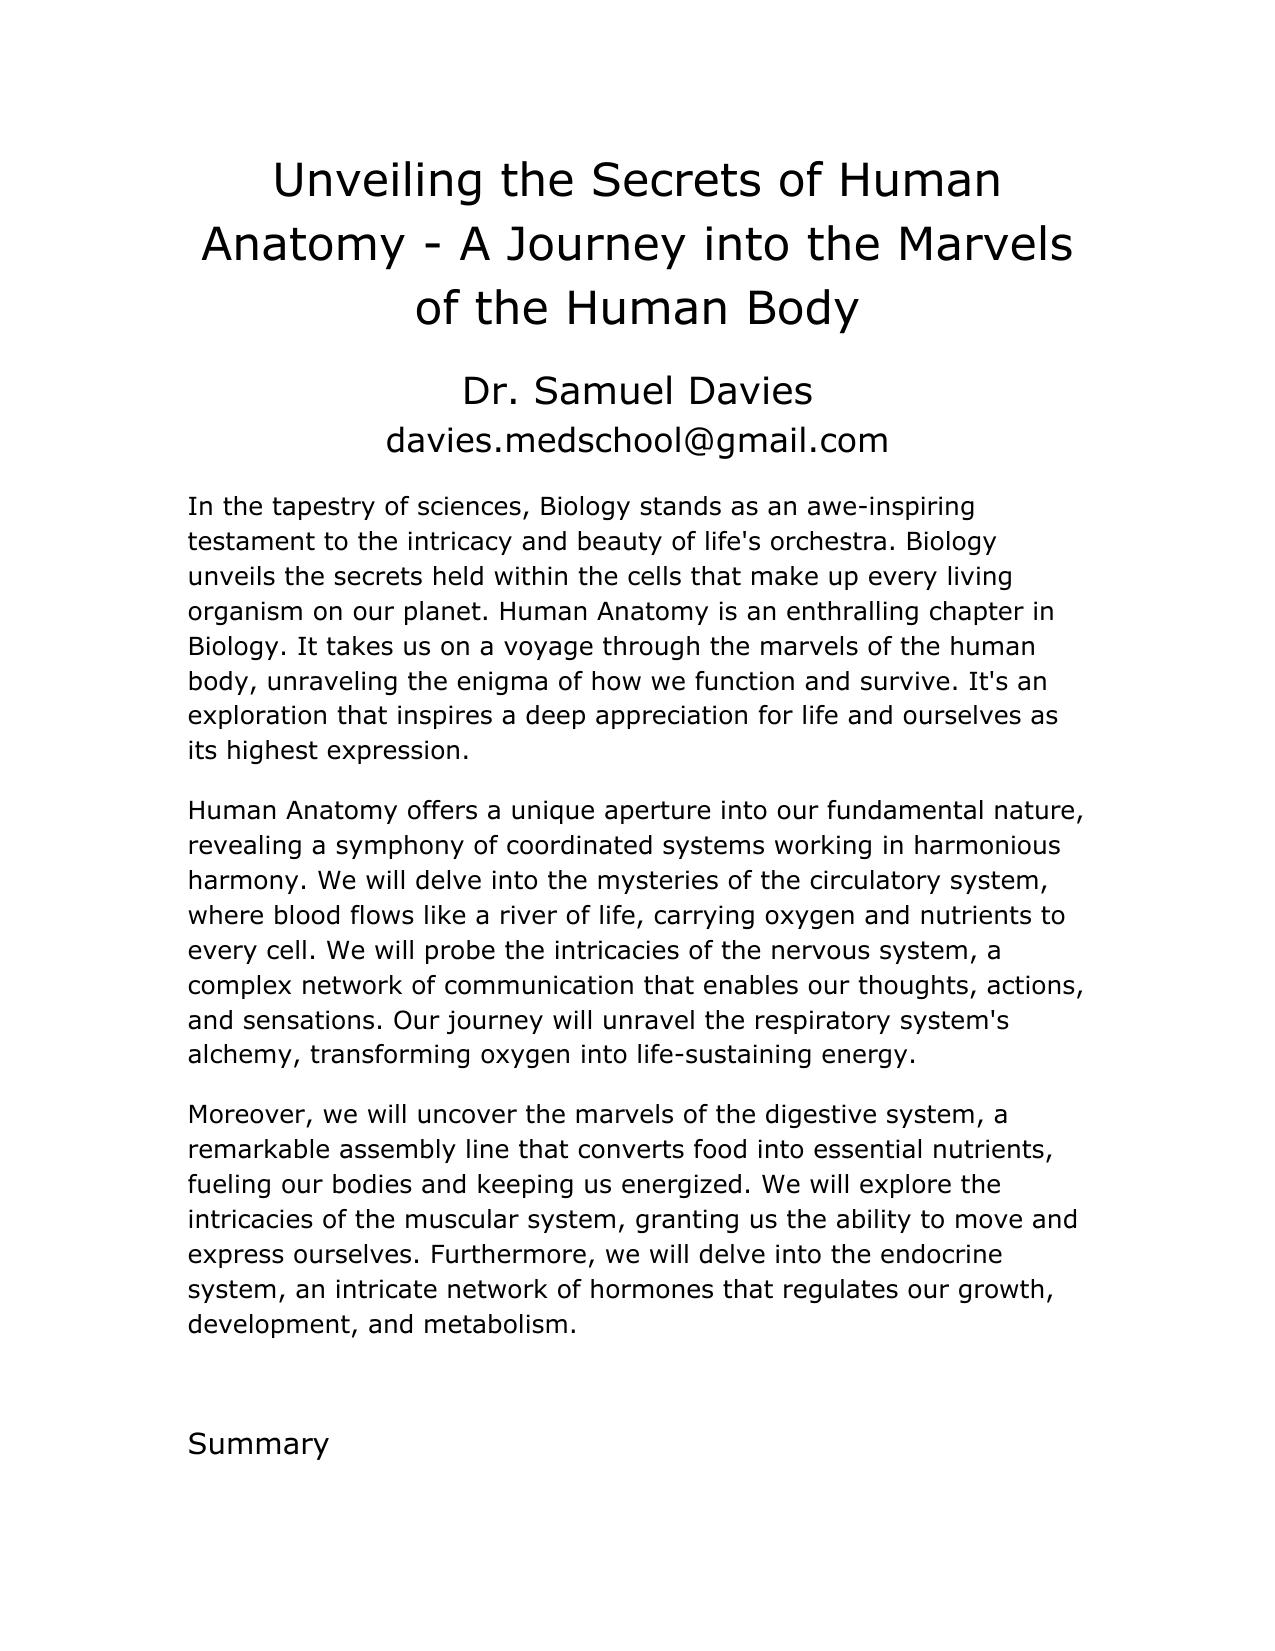 Unveiling the Secrets of Human
Anatomy - A Journey into the Marvels
of the Human Body
Dr. Samuel Davies
davies.medschool@gmail.com
In the tapestry of sciences, Biology stands as an awe-inspiring
testament to the intricacy and beauty of life's orchestra. Biology
unveils the secrets held within the cells that make up every living
organism on our planet. Human Anatomy is an enthralling chapter in
Biology. It takes us on a voyage through the marvels of the human
body, unraveling the enigma of how we function and survive. It's an
exploration that inspires a deep appreciation for life and ourselves as
its highest expression.
Human Anatomy offers a unique aperture into our fundamental nature,
revealing a symphony of coordinated systems working in harmonious
harmony. We will delve into the mysteries of the circulatory system,
where blood flows like a river of life, carrying oxygen and nutrients to
every cell. We will probe the intricacies of the nervous system, a
complex network of communication that enables our thoughts, actions,
and sensations. Our journey will unravel the respiratory system's
alchemy, transforming oxygen into life-sustaining energy.
Moreover, we will uncover the marvels of the digestive system, a
remarkable assembly line that converts food into essential nutrients,
fueling our bodies and keeping us energized. We will explore the
intricacies of the muscular system, granting us the ability to move and
express ourselves. Furthermore, we will delve into the endocrine
system, an intricate network of hormones that regulates our growth,
development, and metabolism.
Summary